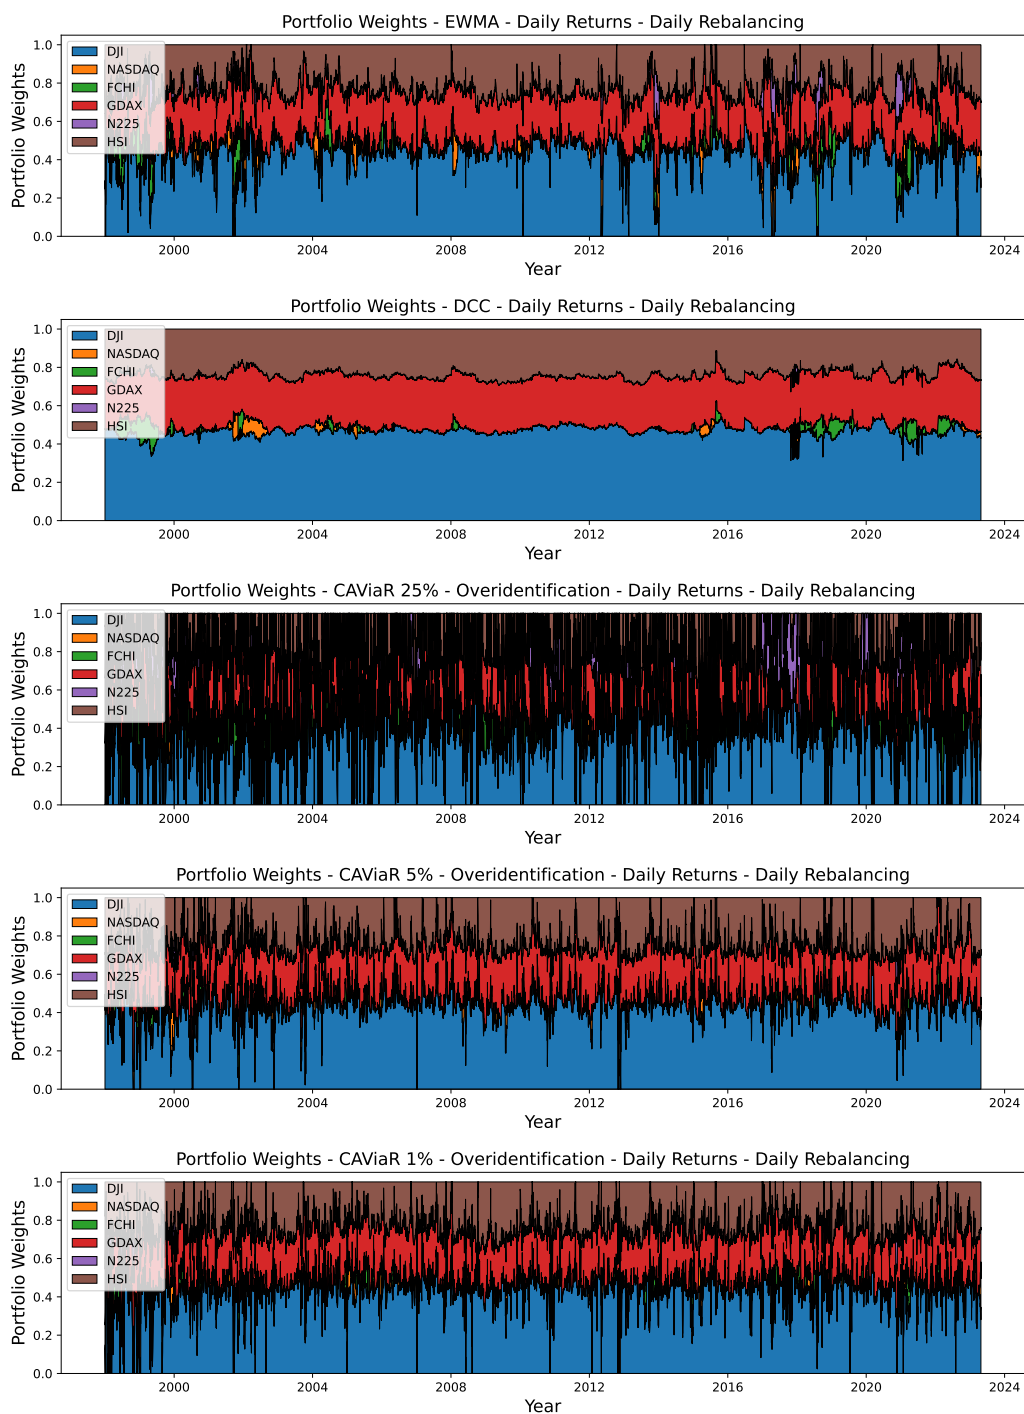 Portfolio Weights - EWMA - Daily Returns - Daily Rebalancing
1.0
0.8
0.6
0.4
0.2
0.0
Portfolio Weights
DJI
NASDAQ
FCHI
GDAX
N225
HSI
2000 2004 2008 2012 2016 2020 2024
Year
Portfolio Weights - DCC - Daily Returns - Daily Rebalancing
1.0
0.8
0.6
0.4
0.2
0.0
Portfolio Weights
DJI
NASDAQ
FCHI
GDAX
N225
HSI
2000 2004 2008 2012 2016 2020 2024
Year
Portfolio Weights - CAViaR 25% - Overidentification - Daily Returns - Daily Rebalancing
1.0
0.8
0.6
0.4
0.2
0.0
Portfolio Weights
DJI
NASDAQ
FCHI
GDAX
N225
HSI
2000 2004 2008 2012 2016 2020 2024
Year
Portfolio Weights - CAViaR 5% - Overidentification - Daily Returns - Daily Rebalancing
1.0
0.8
0.6
0.4
0.2
0.0
Portfolio Weights
DJI
NASDAQ
FCHI
GDAX
N225
HSI
2000 2004 2008 2012 2016 2020 2024
Year
Portfolio Weights - CAViaR 1% - Overidentification - Daily Returns - Daily Rebalancing
1.0
0.8
0.6
0.4
0.2
0.0
Portfolio Weights
DJI
NASDAQ
FCHI
GDAX
N225
HSI
2000 2004 2008 2012 2016 2020 2024
Year